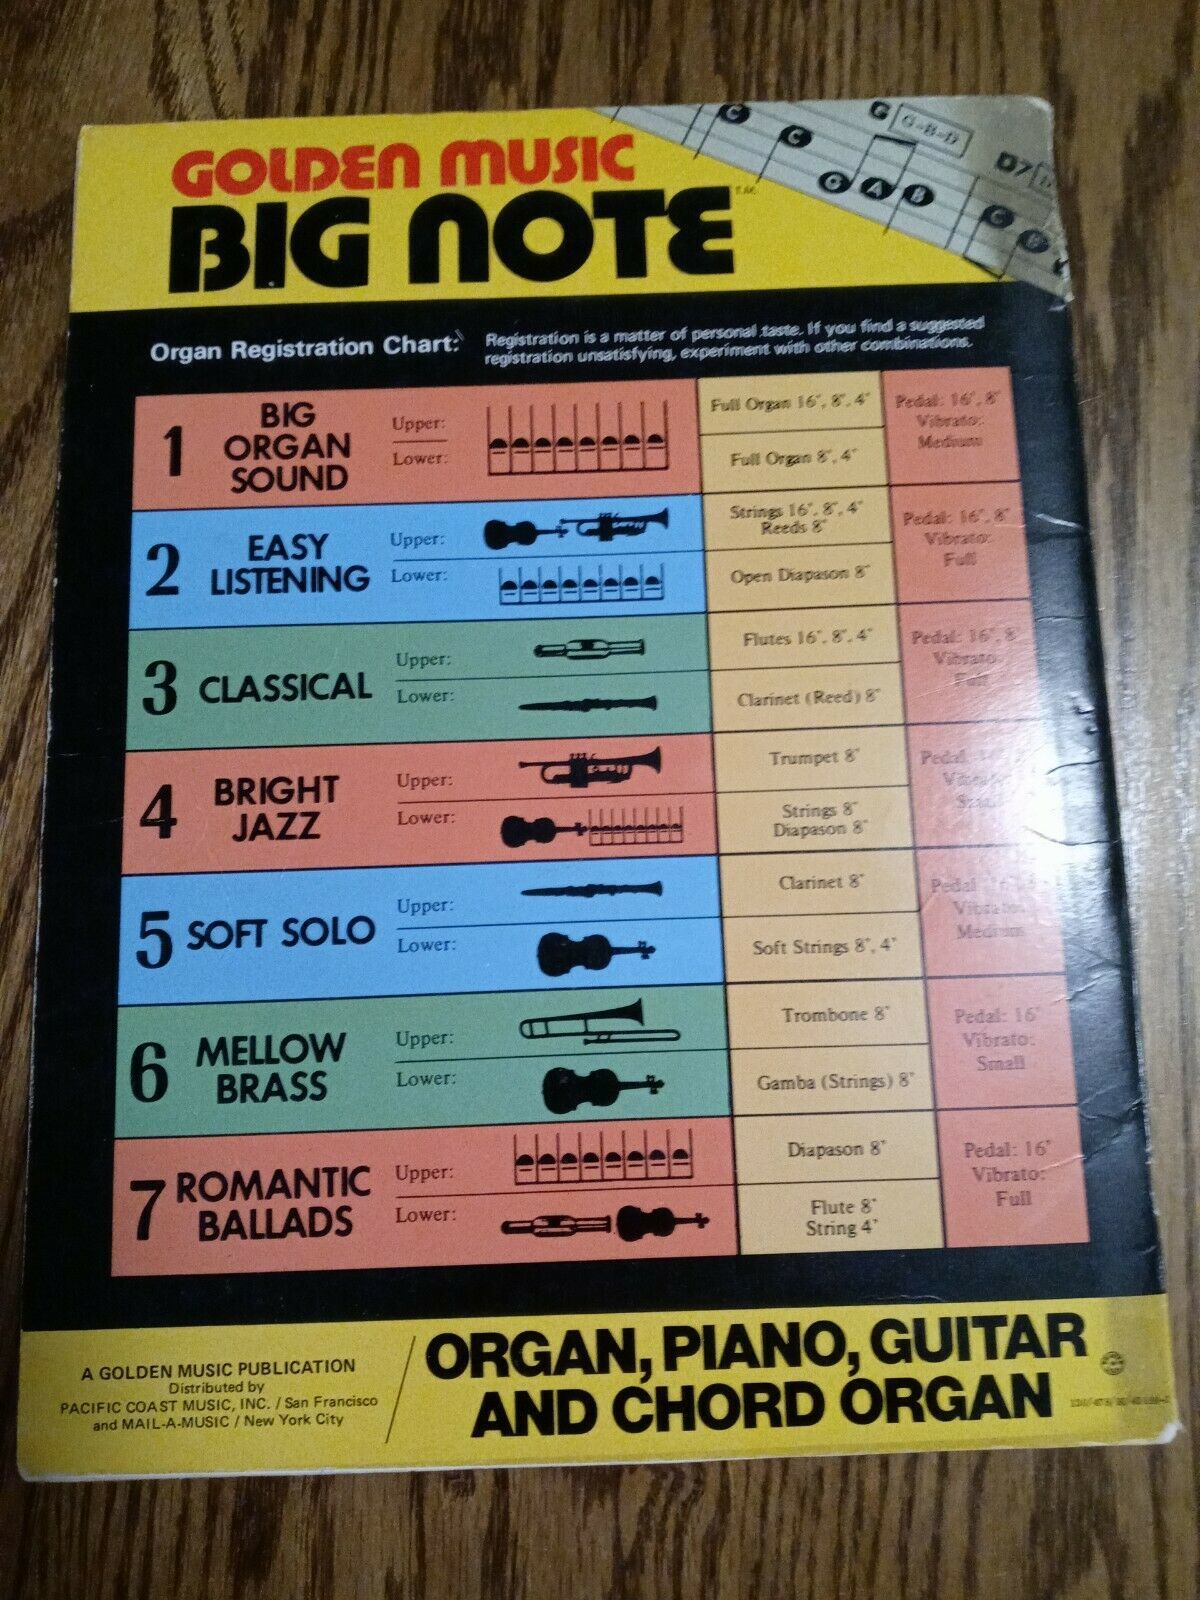 GOLDEN MUSIC
BIG NOTE
T.M.
C C G A B C B
G G-B-D
D7
Organ Registration Chart:
Registration is a matter of personal taste. If you find a suggested
registration unsatisfying, experiment with other combinations.
1 BIG ORGAN SOUND
Upper: Full Organ 16", 8", 4"
Lower: Full Organ 8", 4"
Pedal: 16", 8"
Vibrato:
Medium
2 EASY LISTENING
Upper: Strings 16", 8", 4"
Reeds 8"
Lower: Open Diapason 8"
Pedal: 16", 8"
Vibrato:
Full
3 CLASSICAL
Upper: Flutes 16", 8", 4"
Lower: Clarinet (Reed) 8"
Pedal: 16", 8"
Vibrato:
Full
4 BRIGHT JAZZ
Upper: Trumpet 8"
Lower: Strings 8"
Diapason 8"
Pedal:
Vibrato:
Small
5 SOFT SOLO
Upper: Clarinet 8"
Lower: Soft Strings 8", 4"
Pedal:
Vibrato:
Medium
6 MELLOW BRASS
Upper: Trombone 8"
Lower: Gamba (Strings) 8"
Pedal: 16"
Vibrato:
Small
7 ROMANTIC BALLADS
Upper: Diapason 8"
Lower: Flute 8"
String 4"
Pedal: 16"
Vibrato:
Full
A GOLDEN MUSIC PUBLICATION
Distributed by
PACIFIC COAST MUSIC, INC. / San Francisco
and MAIL-A-MUSIC / New York City
ORGAN, PIANO, GUITAR
AND CHORD ORGAN